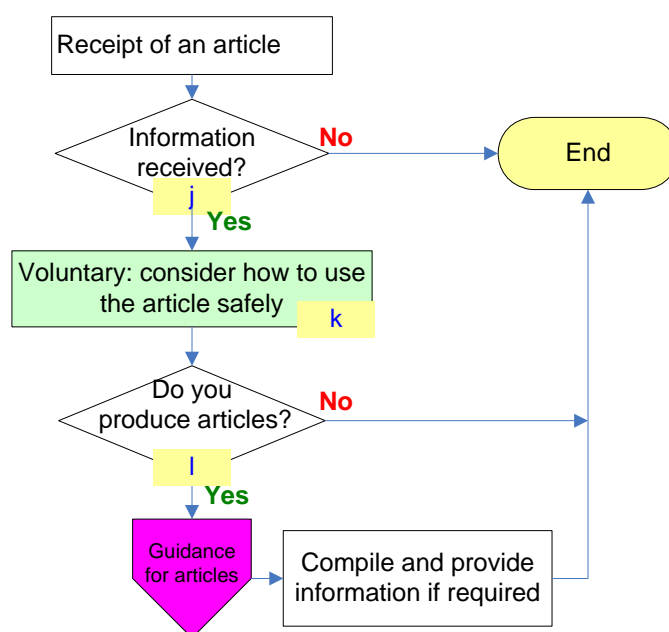 Receipt of an article
Information
received?
No
End
j
Yes
Voluntary: consider how to use
the article safely
k
Do you
produce articles?
No
l
Yes
Guidance
for articles
Compile and provide
information if required